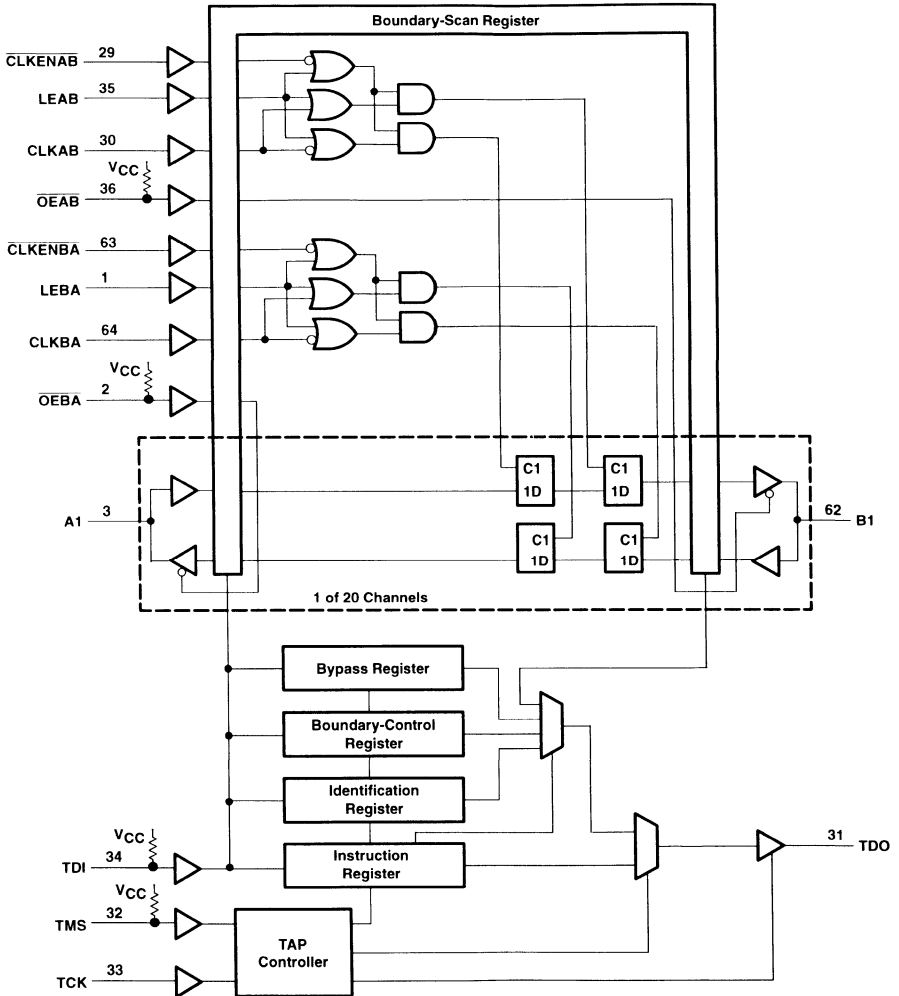 Boundary-Scan Register
CLKENAB 29
LEAB 35
CLKAB 30
VCC
OEAB 36
CLKENBA 63
LEBA 1
CLKBA 64
VCC
OEBA 2
C1
1D
C1
1D
A1 3
62 B1
C1
1D
C1
1D
1 of 20 Channels
Bypass Register
Boundary-Control
Register
Identification
Register
VCC
TDI 34
Instruction
Register
31 TDO
VCC
TMS 32
TAP
Controller
TCK 33